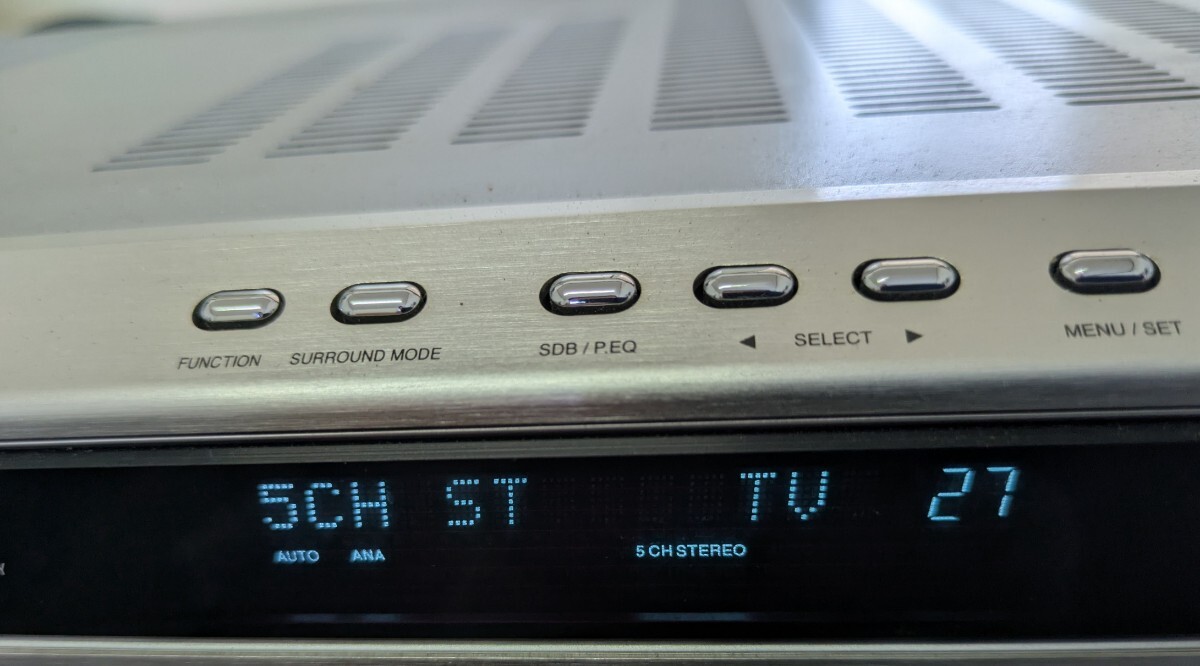 FUNCTION SURROUND MODE SDB / P.EQ ◄ SELECT ► MENU / SET
5CH ST TV 27
AUTO ANA 5 CH STEREO